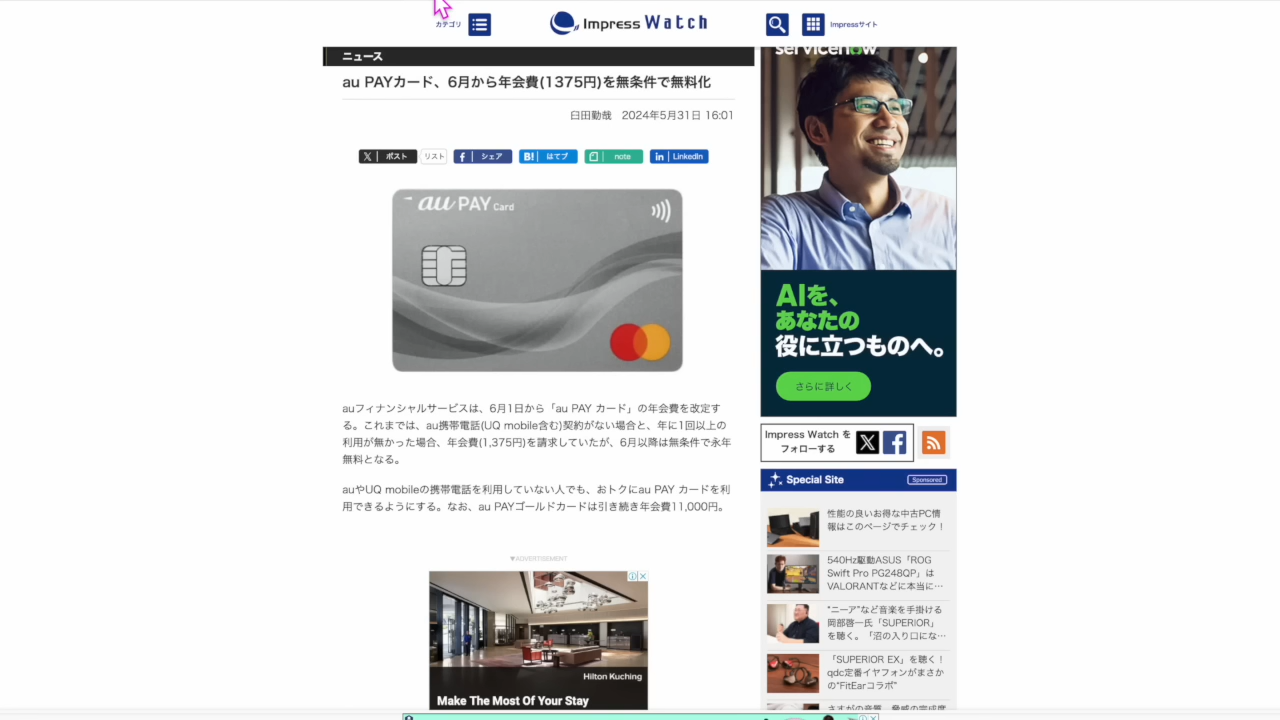 カテゴリ
Impress Watch
Impressサイト
ニュース
au PAYカード、6月から年会費(1375円)を無条件で無料化
臼田勤哉 2024年5月31日 16:01
ポスト
リスト
シェア
B! はてブ
note
in LinkedIn
au PAY Card
auフィナンシャルサービスは、6月1日から「au PAY カード」の年会費を改定す
る。これまでは、au携帯電話(UQ mobile含む)契約がない場合と、年に1回以上の
利用が無かった場合、年会費(1,375円)を請求していたが、6月以降は無条件で永年
無料となる。
auやUQ mobileの携帯電話を利用していない人でも、おトクにau PAY カードを利
用できるようにする。なお、au PAYゴールドカードは引き続き年会費11,000円。
▼ADVERTISEMENT
Hilton Kuching
Make The Most Of Your Stay
servicenow
AIを、
あなたの
役に立つものへ。
さらに詳しく
Impress Watch を
フォローする
Special Site
Sponsored
性能の良いお得な中古PC情
報はこのページでチェック！
540Hz駆動ASUS「ROG
Swift Pro PG248QP」は
VALORANTなどに本当に…
“ニーア”など音楽を手掛ける
岡部啓一氏「SUPERIOR」
を聴く。「沼の入り口にな…
「SUPERIOR EX」を聴く！
qdc定番イヤフォンがまさか
の“FitEarコラボ”
さすがの音質、脅威の完成度